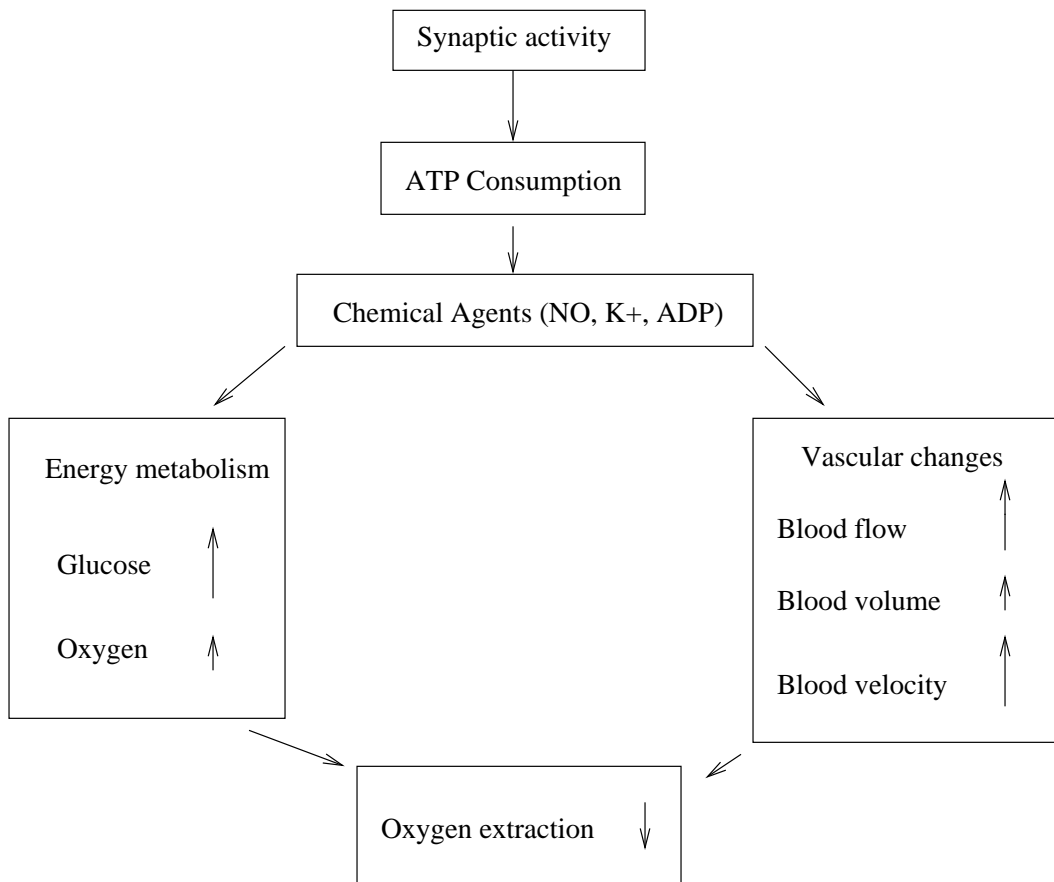 Synaptic activity
ATP Consumption
Chemical Agents (NO, K+, ADP)
Energy metabolism
Glucose
Oxygen
Vascular changes
Blood flow
Blood volume
Blood velocity
Oxygen extraction